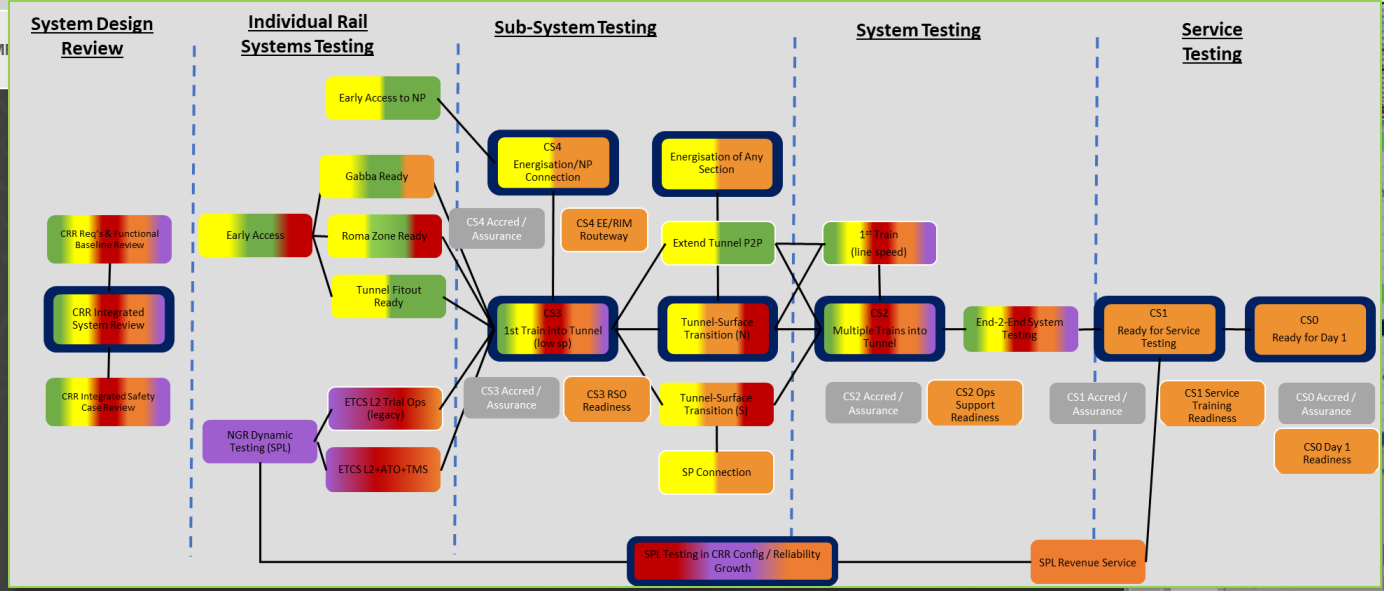 System Design
Review
Individual Rail
Systems Testing
Sub-System Testing
System Testing
Service
Testing
Early Access to NP
CS4
Energisation/NP
Connection
Energisation of Any
Section
Gabba Ready
CRR Req's & Functional
Baseline Review
Early Access
Roma Zone Ready
CS4 Accred /
Assurance
CS4 EE/RIM
Routeway
Extend Tunnel P2P
1st Train
(line speed)
Tunnel Fitout
Ready
CRR Integrated
System Review
CS3
1st Train into Tunnel
(low sp)
Tunnel-Surface
Transition (N)
CS2
Multiple Trains into
Tunnel
End-2-End System
Testing
CS1
Ready for Service
Testing
CS0
Ready for Day 1
CRR Integrated Safety
Case Review
ETCS L2 Trial Ops
(legacy)
CS3 Accred /
Assurance
CS3 RSO
Readiness
Tunnel-Surface
Transition (S)
CS2 Accred /
Assurance
CS2 Ops
Support
Readiness
CS1 Accred /
Assurance
CS1 Service
Training
Readiness
CS0 Accred /
Assurance
NGR Dynamic
Testing (SPL)
ETCS L2+ATO+TMS
SP Connection
CS0 Day 1
Readiness
SPL Testing in CRR Config / Reliability
Growth
SPL Revenue Service